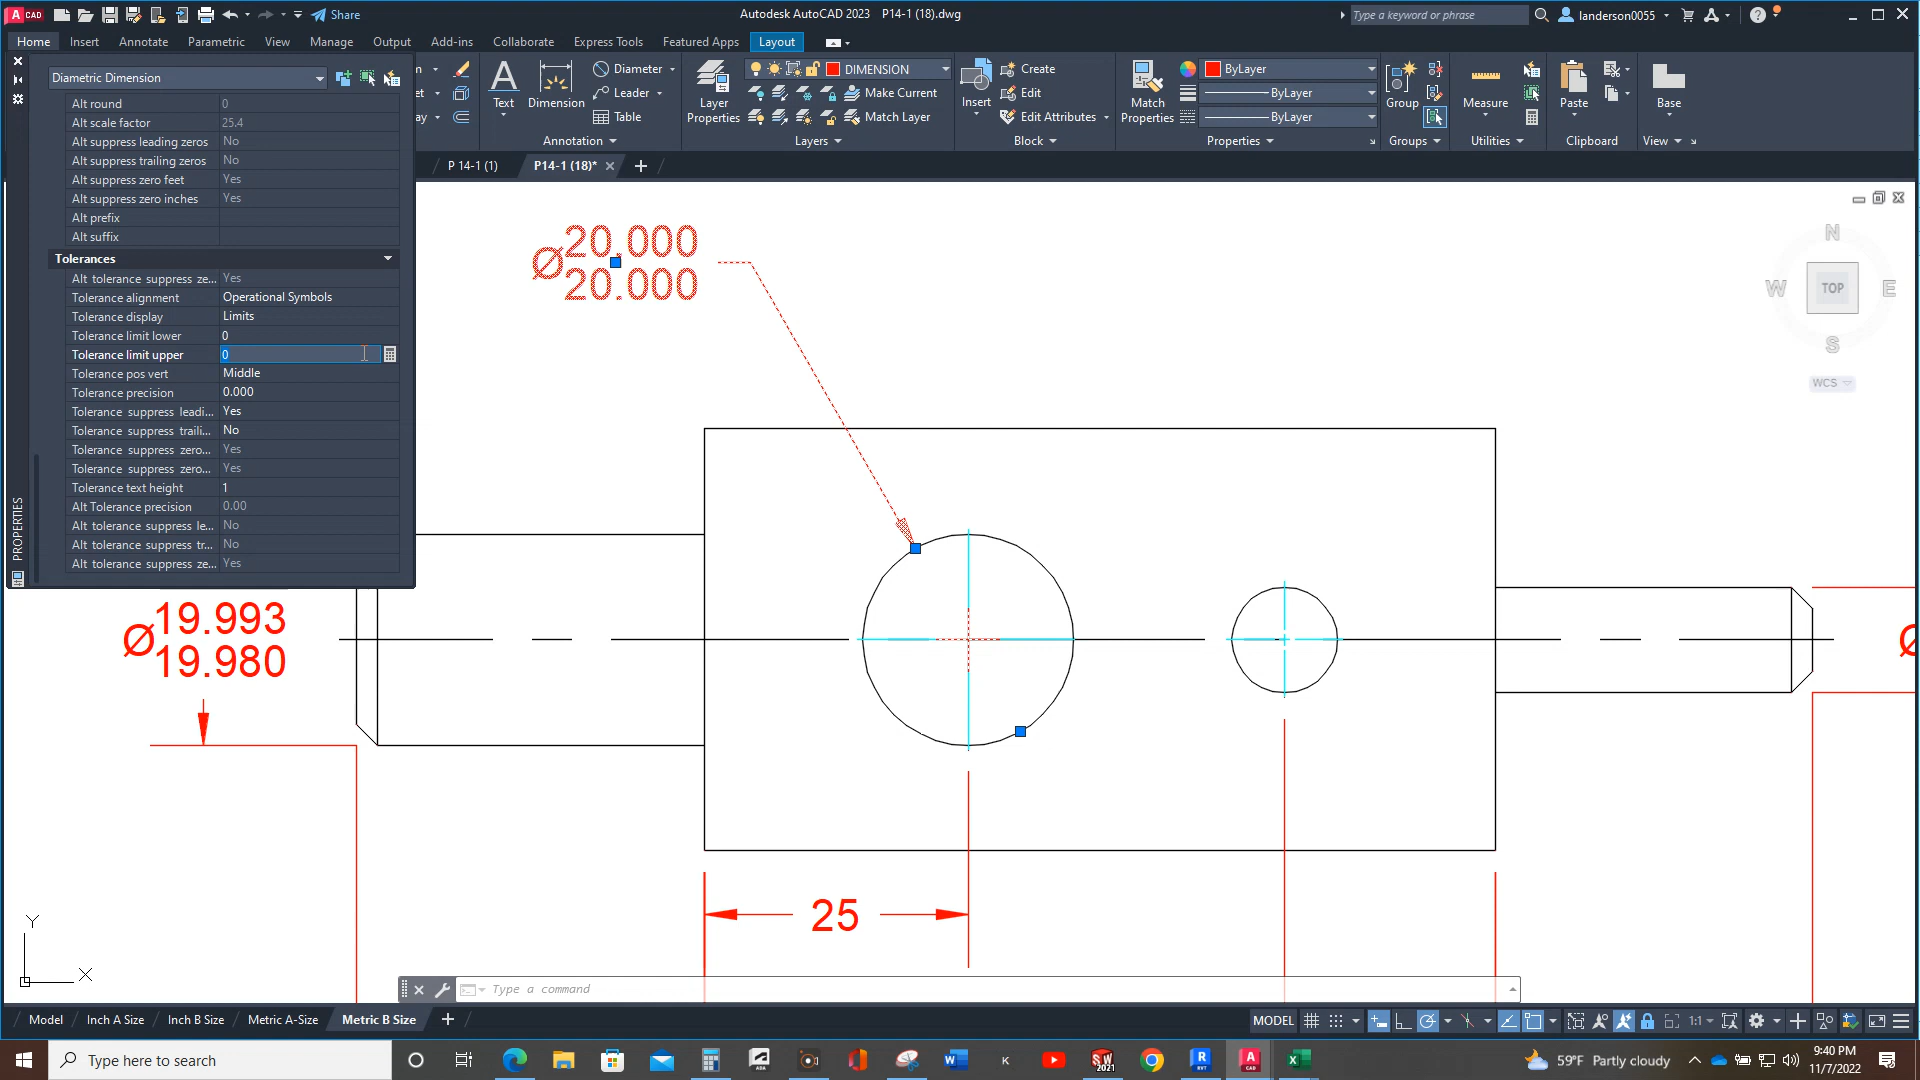 CAD
Share
Autodesk AutoCAD 2023 P14-1 (18).dwg
Type a keyword or phrase
landerson0055
Home Insert Annotate Parametric View Manage Output Add-ins Collaborate Express Tools Featured Apps Layout
Diametric Dimension
Text
Dimension
Diameter
Leader
Table
Annotation
Layer Properties
DIMENSION
Make Current
Match Layer
Layers
Insert
Create
Edit
Edit Attributes
Block
Match Properties
ByLayer
ByLayer
ByLayer
Properties
Group
Groups
Measure
Utilities
Paste
Clipboard
Base
View
P 14-1 (1)
P14-1 (18)*
Alt round 0
Alt scale factor 25.4
Alt suppress leading zeros No
Alt suppress trailing zeros No
Alt suppress zero feet Yes
Alt suppress zero inches Yes
Alt prefix
Alt suffix
Tolerances
Alt tolerance suppress ze... Yes
Tolerance alignment Operational Symbols
Tolerance display Limits
Tolerance limit lower 0
Tolerance limit upper 0
Tolerance pos vert Middle
Tolerance precision 0.000
Tolerance suppress leadi... Yes
Tolerance suppress traili... No
Tolerance suppress zero... Yes
Tolerance suppress zero... Yes
Tolerance text height 1
Alt Tolerance precision 0.00
Alt tolerance suppress le... No
Alt tolerance suppress tr... No
Alt tolerance suppress ze... Yes
PROPERTIES
Ø20.000
20.000
N
W TOP E
S
WCS
Ø19.993
19.980
Ø
25
Y
X
Type a command
Model Inch A Size Inch B Size Metric A-Size Metric B Size
MODEL
1:1
Type here to search
59°F Partly cloudy
9:40 PM
11/7/2022